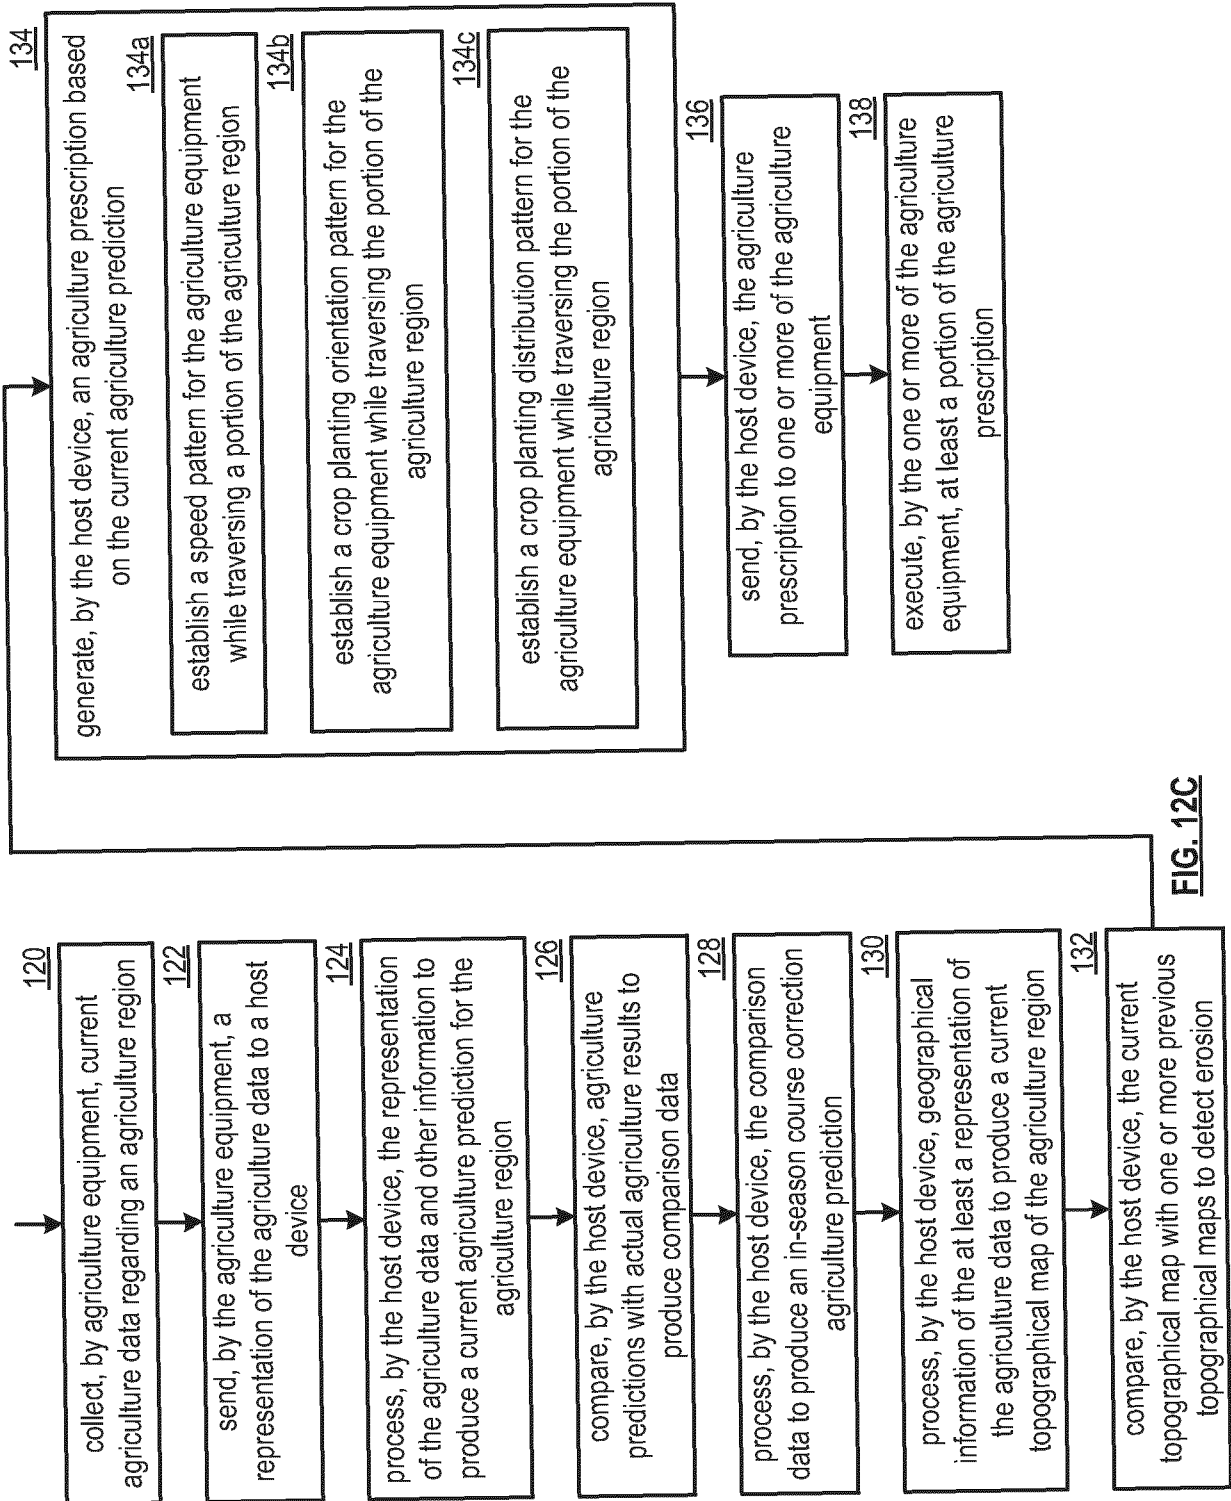 120
collect, by agriculture equipment, current
agriculture data regarding an agriculture region
122
send, by the agriculture equipment, a
representation of the agriculture data to a host
device
124
process, by the host device, the representation
of the agriculture data and other information to
produce a current agriculture prediction for the
agriculture region
126
compare, by the host device, agriculture
predictions with actual agriculture results to
produce comparison data
128
process, by the host device, the comparison
data to produce an in-season course correction
agriculture prediction
130
process, by the host device, geographical
information of the at least a representation of
the agriculture data to produce a current
topographical map of the agriculture region
132
compare, by the host device, the current
topographical map with one or more previous
topographical maps to detect erosion
134
generate, by the host device, an agriculture prescription based
on the current agriculture prediction
134a
establish a speed pattern for the agriculture equipment
while traversing a portion of the agriculture region
134b
establish a crop planting orientation pattern for the
agriculture equipment while traversing the portion of the
agriculture region
134c
establish a crop planting distribution pattern for the
agriculture equipment while traversing the portion of the
agriculture region
136
send, by the host device, the agriculture
prescription to one or more of the agriculture
equipment
138
execute, by the one or more of the agriculture
equipment, at least a portion of the agriculture
prescription
FIG. 12C